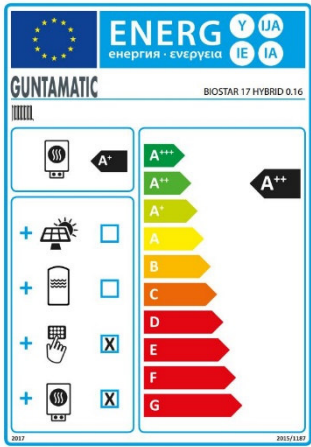 ENERG Y IJA
енергия · ενεργεια IE IA
GUNTAMATIC
BIOSTAR 17 HYBRID 0.16
A+
A+++
A++
A++
A+
A
B
C
D
E
F
G
+
+
+ X
+ X
2017 2015/1187